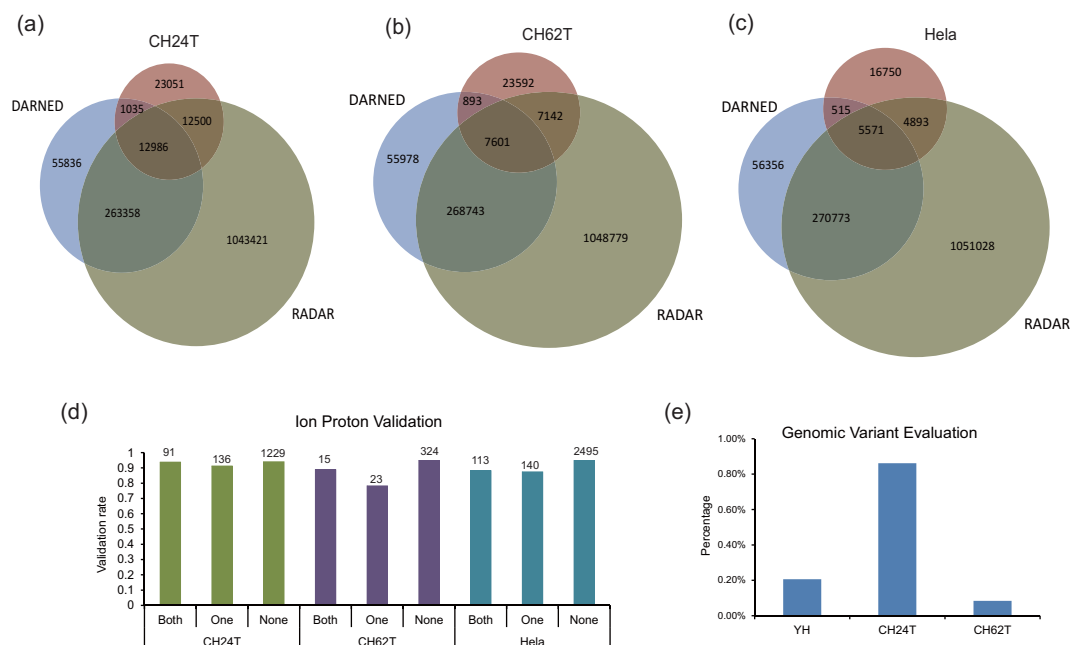 (a)
CH24T
DARNED
23051
1035
12500
12986
55836
263358
1043421
RADAR
(b)
CH62T
DARNED
23592
893
7142
7601
55978
268743
1048779
RADAR
(c)
Hela
DARNED
16750
515
4893
5571
56356
270773
1051028
RADAR
(d)
Ion Proton Validation
Validation rate
1
0.9
0.8
0.7
0.6
0.5
0.4
0.3
0.2
0.1
0
91
136
1229
15
23
324
113
140
2495
Both One None Both One None Both One None
CH24T CH62T Hela
(e)
Genomic Variant Evaluation
Percentage
1.00%
0.80%
0.60%
0.40%
0.20%
0.00%
YH CH24T CH62T